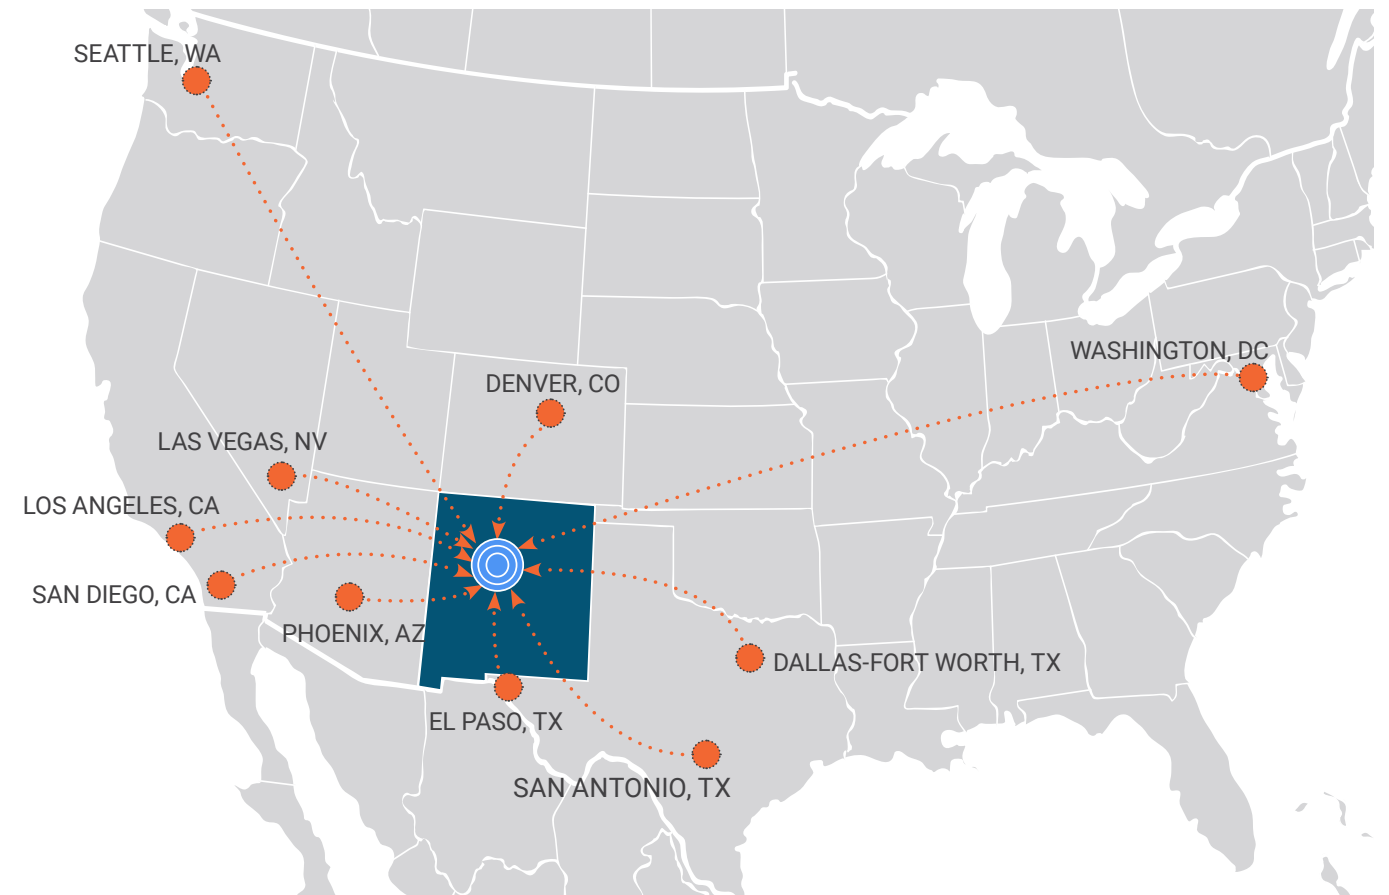 SEATTLE, WA
WASHINGTON, DC
DENVER, CO
LAS VEGAS, NV
LOS ANGELES, CA
SAN DIEGO, CA
PHOENIX, AZ
DALLAS-FORT WORTH, TX
EL PASO, TX
SAN ANTONIO, TX